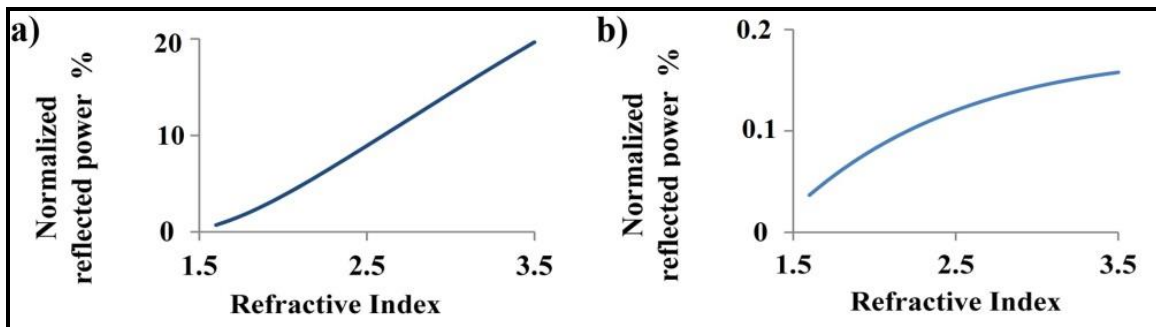 a)
Normalized
reflected power %
20
10
0
1.5
2.5
3.5
Refractive Index
b)
Normalized
reflected power %
0.2
0.1
0
1.5
2.5
3.5
Refractive Index